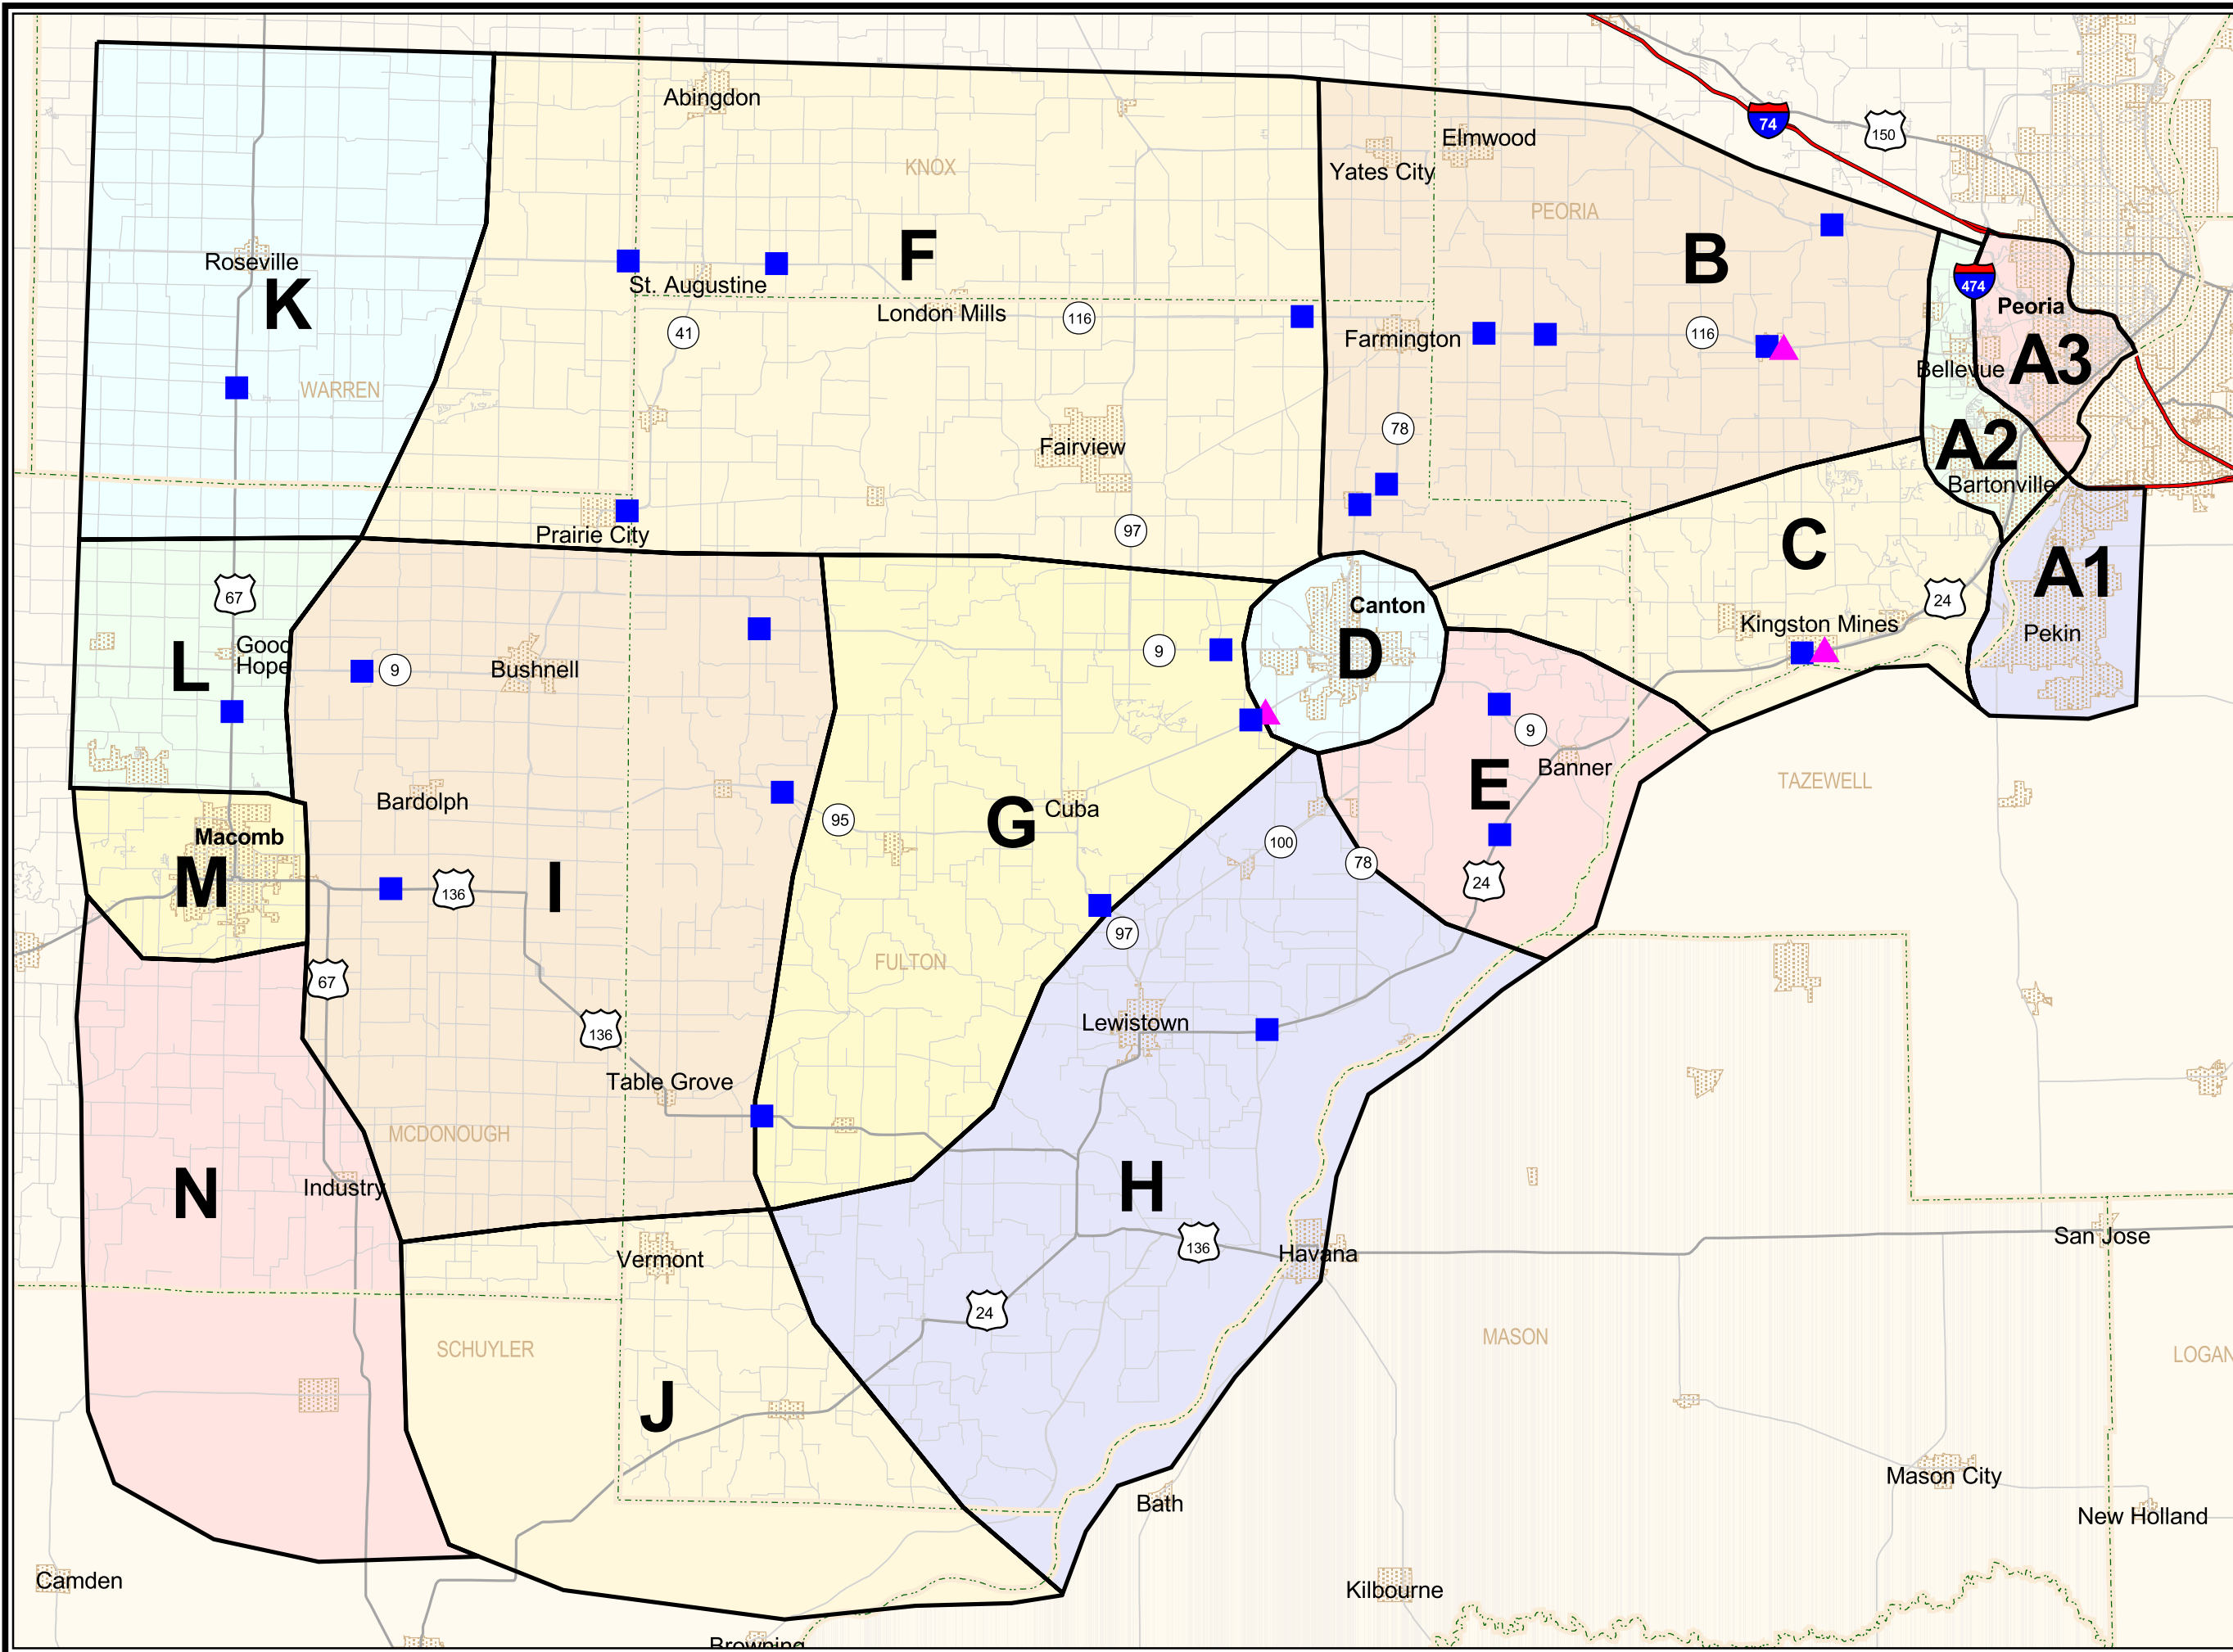 Abingdon
KNOX
Elmwood
Yates City
PEORIA
74
150
Roseville
K
F
B
St. Augustine
London Mills
116
41
Farmington
116
474
Peoria
A3
Bellevue
WARREN
78
Fairview
A2
Bartonville
Prairie City
97
C
A1
67
24
Canton
D
Kingston Mines
Pekin
L
Good
Hope
9
Bushnell
9
9
Banner
E
TAZEWELL
Bardolph
G
Cuba
95
100
78
Macomb
M
136
I
24
97
FULTON
67
136
Lewistown
Table Grove
MCDONOUGH
N
Industry
H
136
Havana
San Jose
Vermont
24
SCHUYLER
J
MASON
LOGAN
Mason City
Bath
New Holland
Camden
Kilbourne
Browning